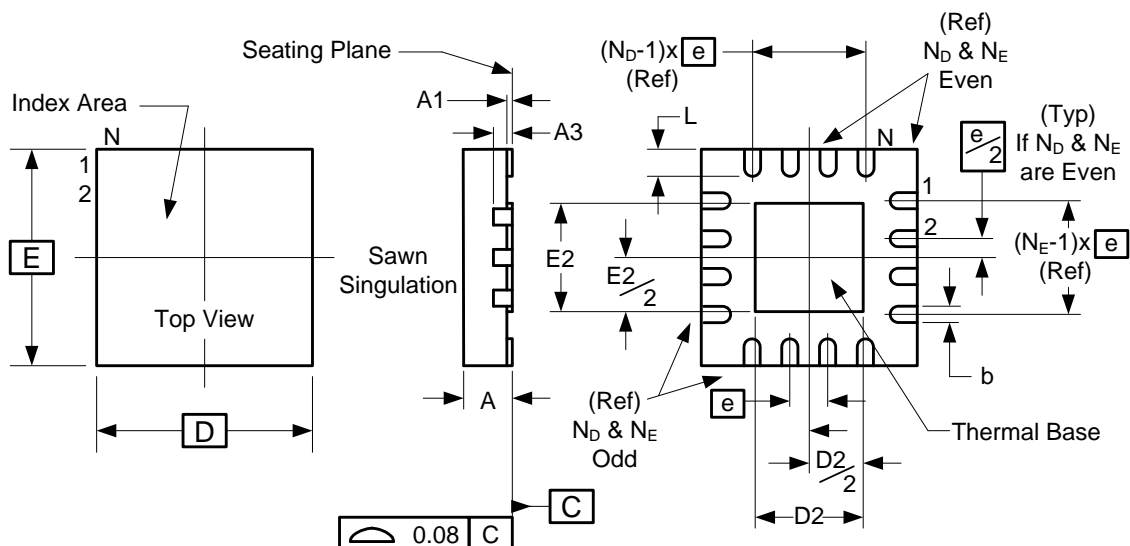 Seating Plane
Index Area
N
1
2
E
Top View
D
A1
A3
Sawn
Singulation
A
C
0.08 C
(N_D-1)x e
(Ref)
(Ref)
N_D & N_E
Even
L
N
e/2
(Typ)
If N_D & N_E
are Even
1
2
(N_E-1)x e
(Ref)
E2
E2/2
b
(Ref)
N_D & N_E
Odd
e
Thermal Base
D2/2
D2